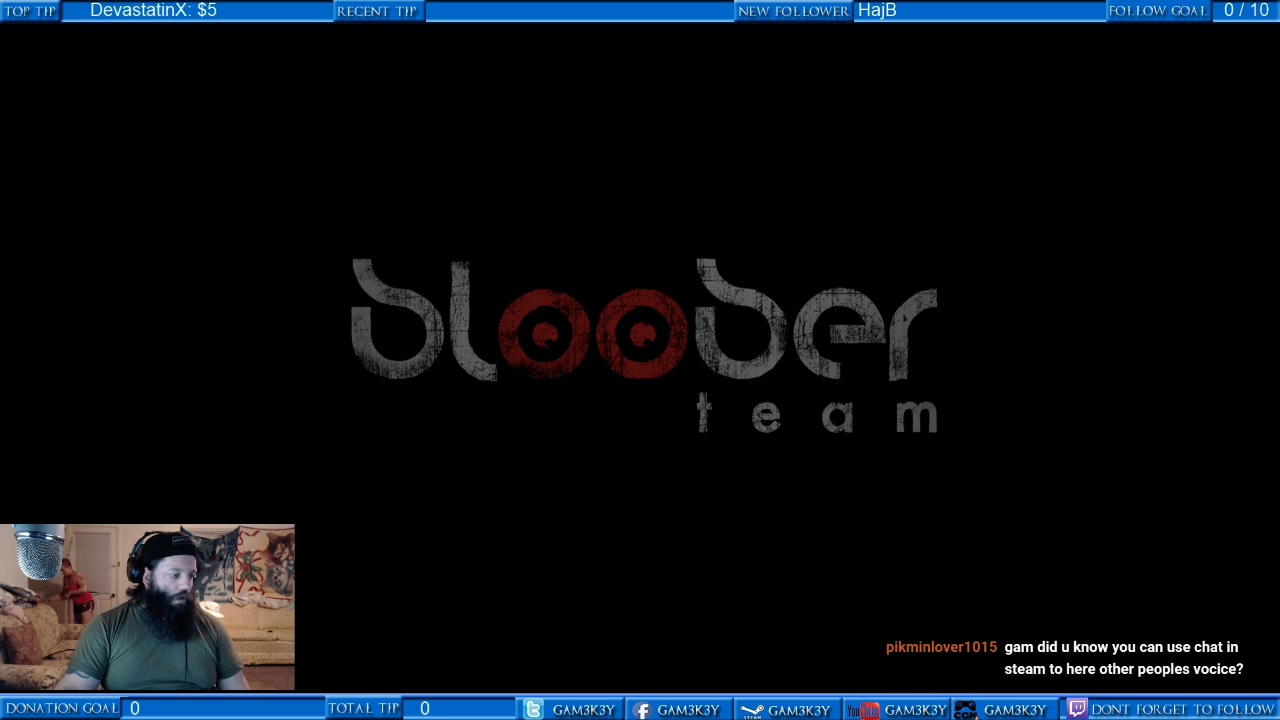 TOP TIP
DevastatinX: $5
RECENT TIP
NEW FOLLOWER
HajB
FOLLOW GOAL
0 / 10
bloober
team
pikminlover1015 gam did u know you can use chat in
steam to here other peoples vocice?
DONATION GOAL
0
TOTAL TIP
0
GAM3K3Y
GAM3K3Y
STEAM
GAM3K3Y
YouTube
GAM3K3Y
GAM3K3Y
DONT FORGET TO FOLLOW